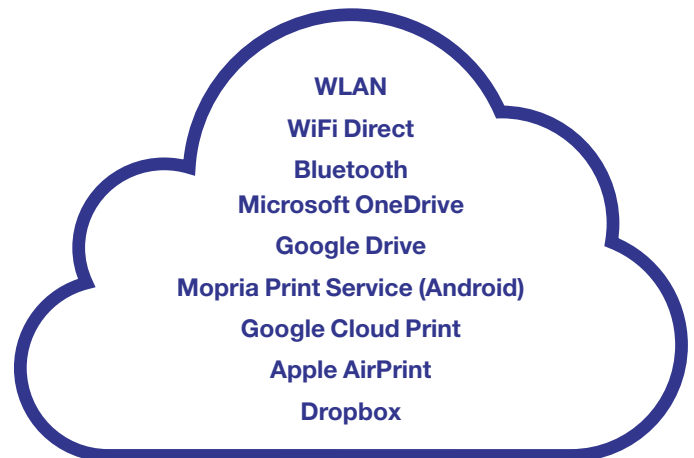 WLAN
WiFi Direct
Bluetooth
Microsoft OneDrive
Google Drive
Mopria Print Service (Android)
Google Cloud Print
Apple AirPrint
Dropbox